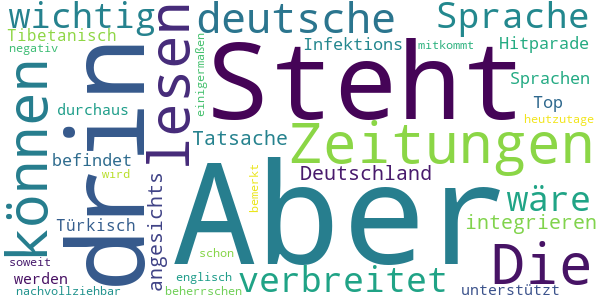 wichtig
deutsche
Sprache
Tibetanisch
negativ
einigermaßen
Infektions
mitkommt
Hitparade
können
drin
lesen
Steht
Sprachen
durchaus
Top
heutzutage
Tatsache
Zeitungen
befindet
wird
angesichts
Aber
bemerkt
Deutschland
wäre
Türkisch
integrieren
Die
soweit
schon
werden
englisch
verbreitet
nachvollziehbar
beherrschen
unterstützt